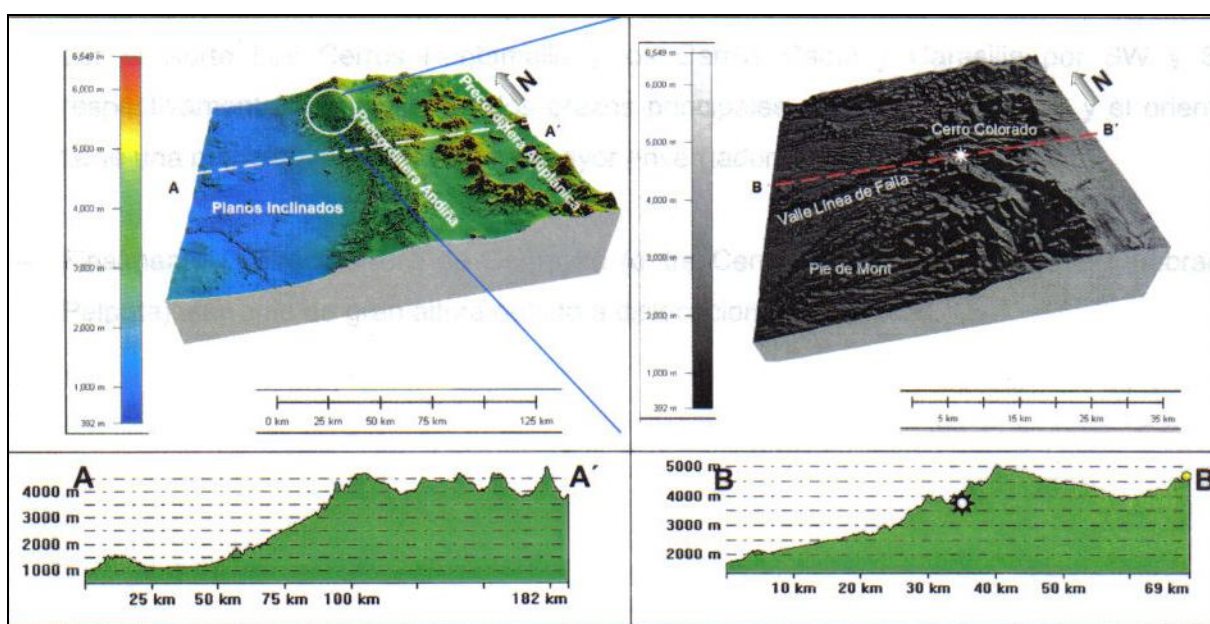 6,549 m
6,000 m
5,000 m
4,000 m
3,000 m
2,000 m
1,000 m
392 m
N
A
A´
Planos Inclinados
Precordillera Andina
Precordillera Altiplánica
0 km 25 km 50 km 75 km 125 km
6,549 m
6,000 m
5,000 m
4,000 m
3,000 m
2,000 m
1,000 m
392 m
N
Cerro Colorado
B´
B
Valle Línea de Falla
Pie de Mont
5 km 15 km 25 km 35 km
A A´
4000 m
3000 m
2000 m
1000 m
25 km 50 km 75 km 100 km 182 km
B B
5000 m
4000 m
3000 m
2000 m
10 km 20 km 30 km 40 km 50 km 69 km